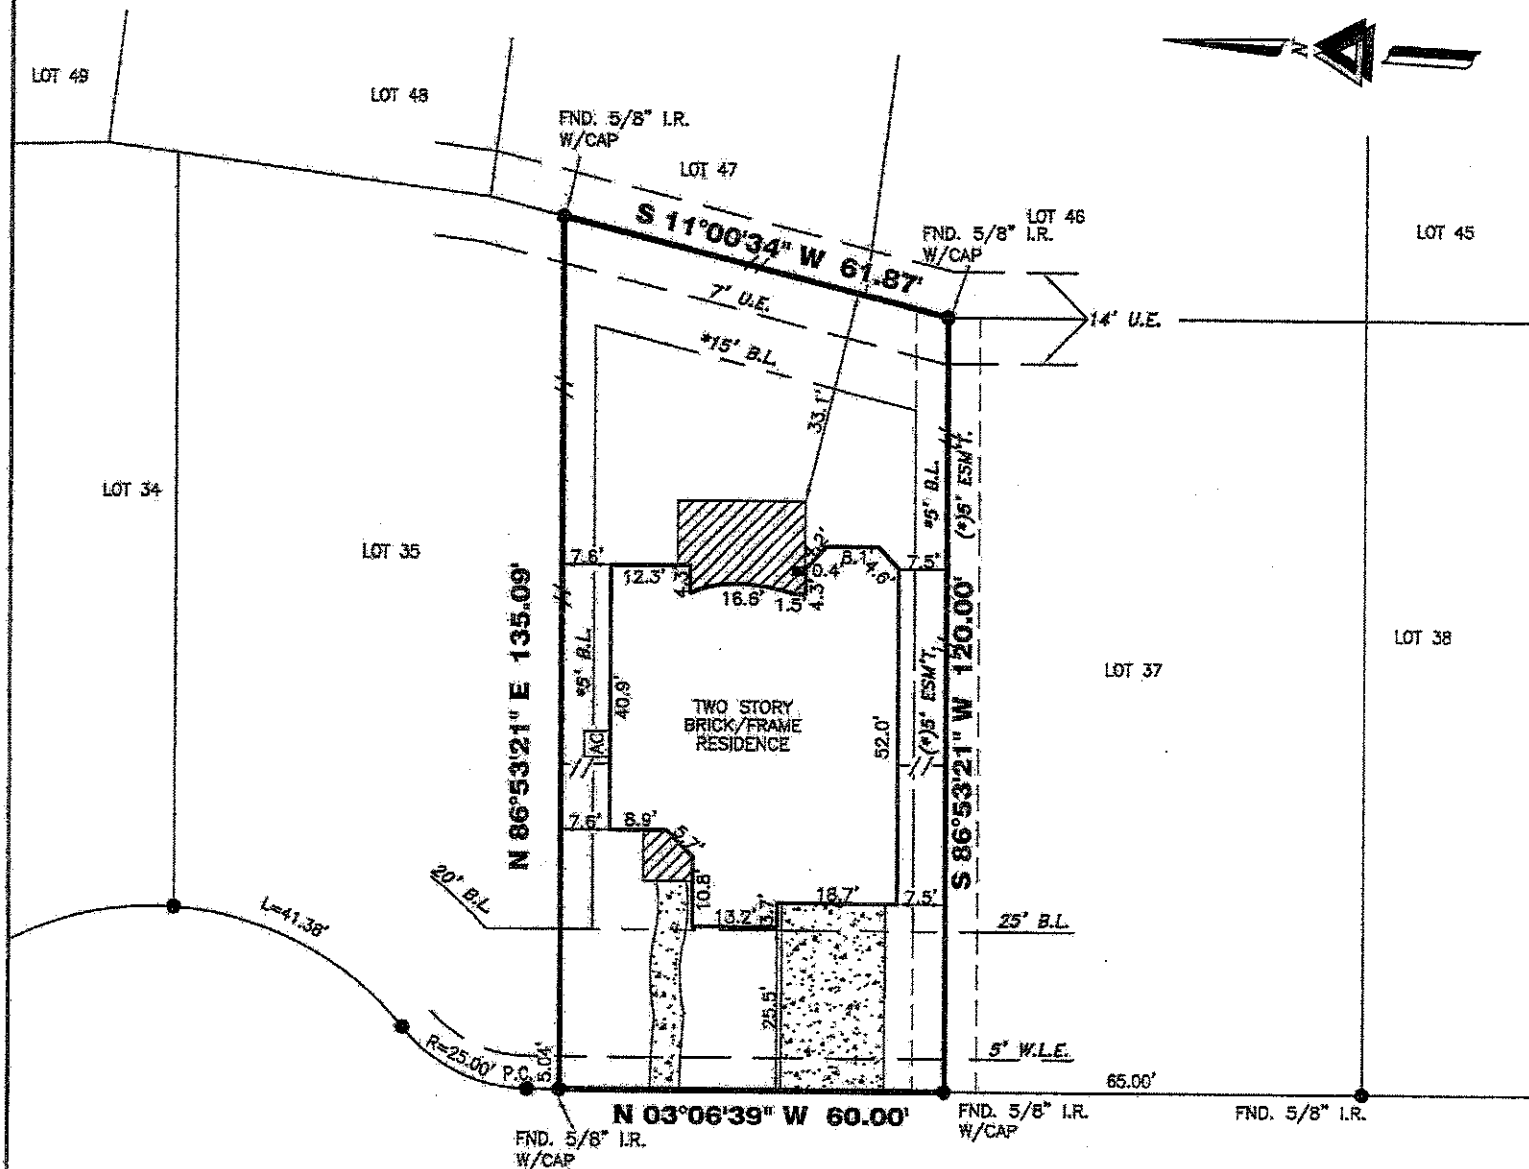 N
LOT 49
LOT 48
FND. 5/8" I.R.
W/CAP
LOT 47
LOT 46
FND. 5/8" I.R.
W/CAP
LOT 45
S 11°00'34" W 61.87'
7' U.E.
14' U.E.
*15' B.L.
33.1'
LOT 34
LOT 35
*5' B.L.
(*)5' ESM'T.
7.6'
12.3'
4.3'
16.6'
1.5'
4.3'
0.4'
8.1'
4.6'
7.5'
N 86°53'21" E 135.09'
*5' B.L.
40.9'
AC
TWO STORY
BRICK/FRAME
RESIDENCE
52.0'
(*)5' ESM'T.
S 86°53'21" W 120.00'
LOT 37
LOT 38
7.6'
8.9'
5.7'
10.8'
13.2'
3.7'
18.7'
7.5'
20' B.L.
25' B.L.
L=41.38'
R=25.00'
P.C.
5.04'
25.5'
5' W.L.E.
65.00'
N 03°06'39" W 60.00'
FND. 5/8" I.R.
W/CAP
FND. 5/8" I.R.
W/CAP
FND. 5/8" I.R.